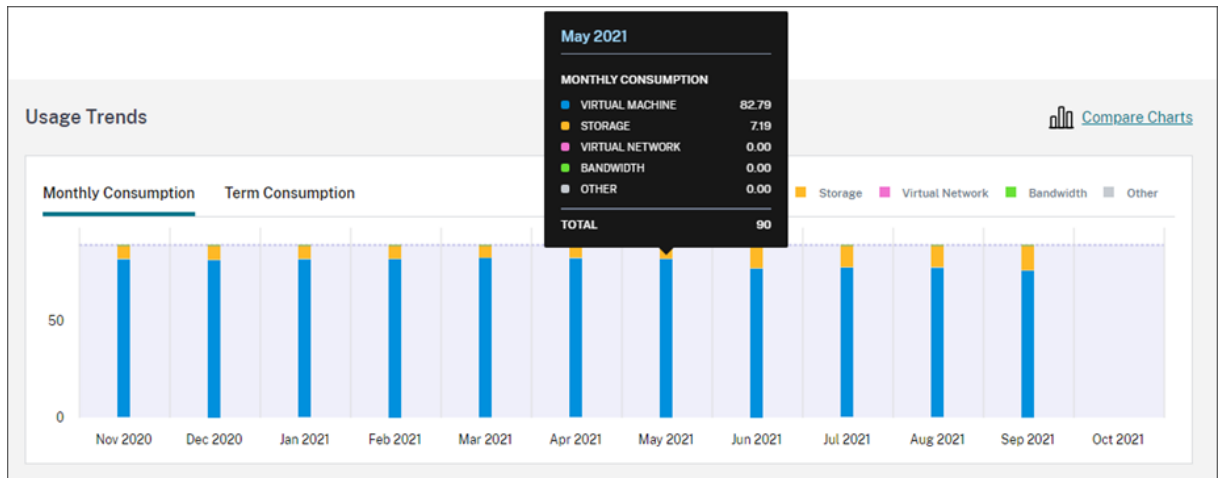 May 2021
MONTHLY CONSUMPTION
VIRTUAL MACHINE 82.79
STORAGE 7.19
VIRTUAL NETWORK 0.00
BANDWIDTH 0.00
OTHER 0.00
TOTAL 90
Usage Trends
Compare Charts
Monthly Consumption Term Consumption
Storage Virtual Network Bandwidth Other
50
0
Nov 2020 Dec 2020 Jan 2021 Feb 2021 Mar 2021 Apr 2021 May 2021 Jun 2021 Jul 2021 Aug 2021 Sep 2021 Oct 2021